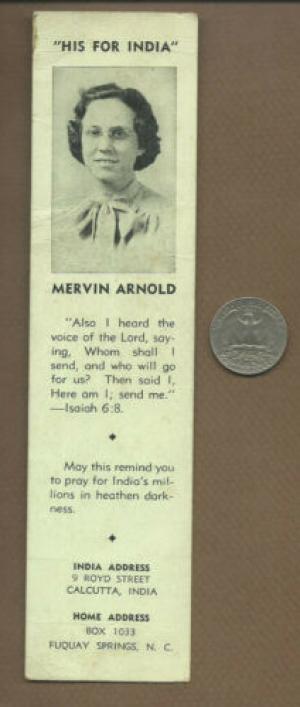 "HIS FOR INDIA"
MERVIN ARNOLD
"Also I heard the
voice of the Lord, say-
ing, Whom shall I
send, and who will go
for us? Then said I,
Here am I; send me."
—Isaiah 6:8.
May this remind you
to pray for India's mil-
lions in heathen dark-
ness.
INDIA ADDRESS
9 ROYD STREET
CALCUTTA, INDIA
HOME ADDRESS
BOX 1033
FUQUAY SPRINGS, N. C.